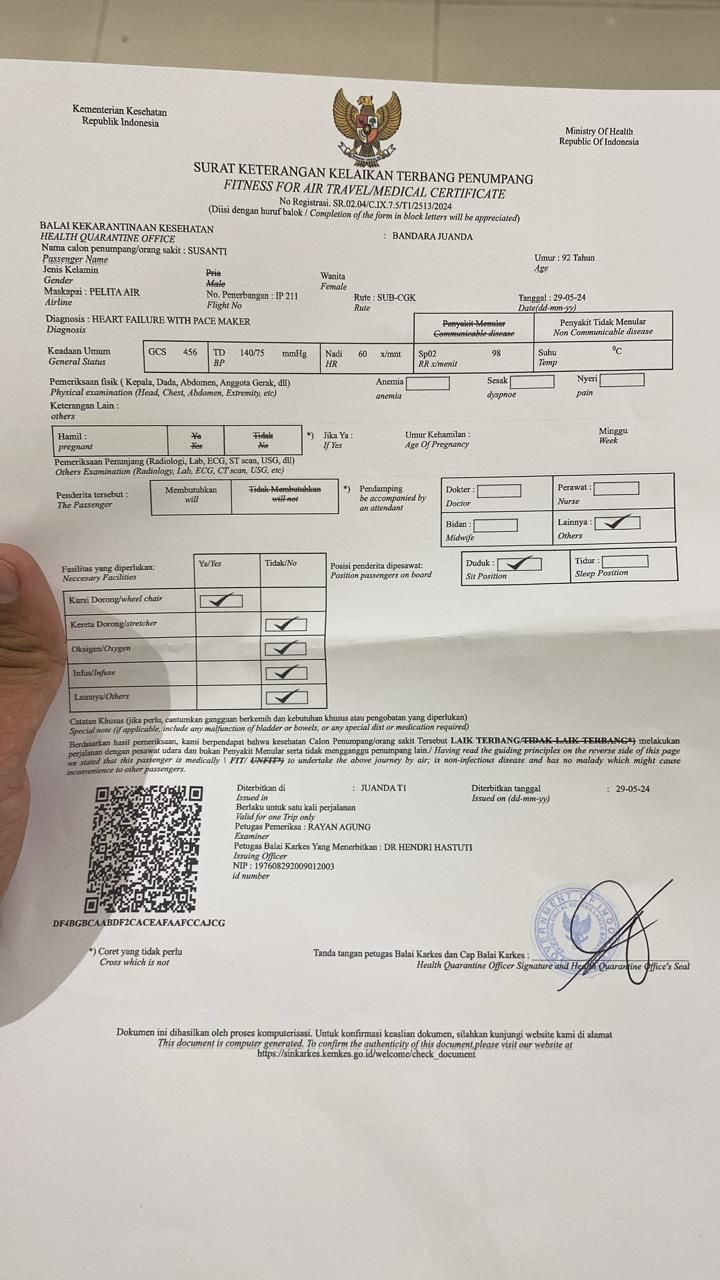 Kementerian Kesehatan
Republik Indonesia
Ministry Of Health
Republic Of Indonesia
SURAT KETERANGAN KELAIKAN TERBANG PENUMPANG
FITNESS FOR AIR TRAVEL/MEDICAL CERTIFICATE
No Registrasi. SR.02.04/C.IX.7.5/T1/2513/2024
(Diisi dengan huruf balok / Completion of the form in block letters will be appreciated)
BALAI KEKARANTINAAN KESEHATAN : BANDARA JUANDA
HEALTH QUARANTINE OFFICE
Nama calon penumpang/orang sakit : SUSANTI Umur : 92 Tahun
Passenger Name Age
Jenis Kelamin Pria Wanita
Gender Male Female
Maskapai : PELITA AIR No. Penerbangan : IP 211 Rute : SUB-CGK Tanggal : 29-05-24
Airline Flight No Rute Date(dd-mm-yy)
Diagnosis : HEART FAILURE WITH PACE MAKER Penyakit Menular Penyakit Tidak Menular
Diagnosis Communicable disease Non Communicable disease
Keadaan Umum GCS 456 TD 140/75 mmHg Nadi 60 x/mnt Sp02 98 Suhu °C
General Status BP HR RR x/menit Temp
Pemeriksaan fisik ( Kepala, Dada, Abdomen, Anggota Gerak, dll) Anemia Sesak Nyeri
Physical examination (Head, Chest, Abdomen, Extremity, etc) anemia dyspnoe pain
Keterangan Lain :
others
Hamil : Ya Tidak *) Jika Ya : Umur Kehamilan : Minggu
pregnant Yes No If Yes Age Of Pregnancy Week
Pemeriksaan Penunjang (Radiologi, Lab, ECG, ST scan, USG, dll)
Others Examination (Radiology, Lab, ECG, CT scan, USG, etc)
Penderita tersebut : Membutuhkan Tidak Membutuhkan *) Pendamping Dokter : Perawat :
The Passenger will will not be accompanied by Doctor Nurse
an attendant Bidan : Lainnya : ✓
Midwife Others
Fasilitas yang diperlukan: Ya/Yes Tidak/No Posisi penderita dipesawat: Duduk : ✓ Tidur :
Neccesary Facilities Position passengers on board Sit Position Sleep Position
Kursi Dorong/wheel chair ✓
Kereta Dorong/stretcher ✓
Oksigen/Oxygen ✓
Infus/Infuse ✓
Lainnya/Others ✓
Catatan Khusus (jika perlu, cantumkan gangguan berkemih dan kebutuhan khusus atau pengobatan yang diperlukan)
Special note (if applicable, include any malfunction of bladder or bowels, or any special dist or medication required)
Berdasarkan hasil pemeriksaan, kami berpendapat bahwa kesehatan Calon Penumpang/orang sakit Tersebut LAIK TERBANG/TIDAK LAIK TERBANG*) melakukan
perjalanan dengan pesawat udara dan bukan Penyakit Menular serta tidak mengganggu penumpang lain./ Having read the guiding principles on the reverse side of this page
we stated that this passenger is medically \ FIT/ UNFIT*) to undertake the above journey by air; is non-infectious disease and has no malady which might cause
inconvenience to other passengers.
Diterbitkan di : JUANDA T1 Diterbitkan tanggal : 29-05-24
Issued in Issued on (dd-mm-yy)
Berlaku untuk satu kali perjalanan
Valid for one Trip only
Petugas Pemeriksa : RAYAN AGUNG
Examiner
Petugas Balai Karkes Yang Menerbitkan : DR HENDRI HASTUTI
Issuing Officer
NIP : 197608292009012003
id number
DF4BGBCAABDF2CACEAFAAFCCAJCG
*) Coret yang tidak perlu
Cross which is not
Tanda tangan petugas Balai Karkes dan Cap Balai Karkes :
Health Quarantine Officer Signature and Health Quarantine Office's Seal
GOVERNMENT OF INDO
Dokumen ini dihasilkan oleh proses komputerisasi. Untuk konfirmasi keaslian dokumen, silahkan kunjungi website kami di alamat
This document is computer generated. To confirm the authenticity of this document,please visit our website at
https://sinkarkes.kemkes.go.id/welcome/check_document